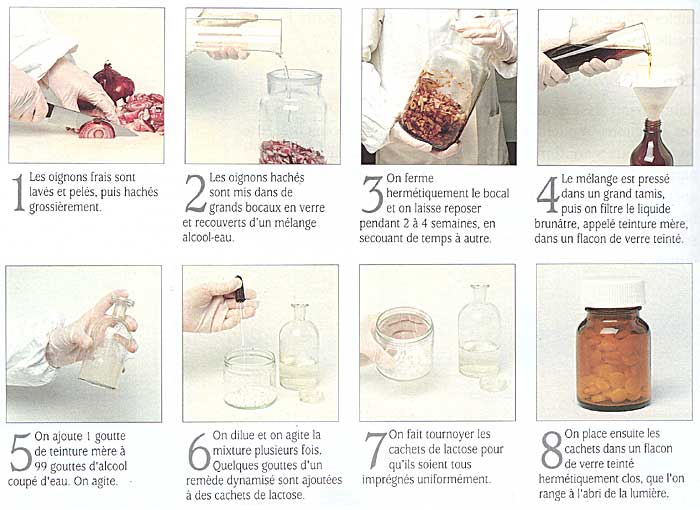 1 Les oignons frais sont
lavés et pelés, puis hachés
grossièrement.
2 Les oignons hachés
sont mis dans de
grands bocaux en verre
et recouverts d'un mélange
alcool-eau.
3 On ferme
hermétiquement le bocal
et on laisse reposer
pendant 2 à 4 semaines, en
secouant de temps à autre.
4 Le mélange est pressé
dans un grand tamis,
puis on filtre le liquide
brunâtre, appelé teinture mère,
dans un flacon de verre teinté.
5 On ajoute 1 goutte
de teinture mère à
99 gouttes d'alcool
coupé d'eau. On agite.
6 On dilue et on agite la
mixture plusieurs fois.
Quelques gouttes d'un
remède dynamisé sont ajoutées
à des cachets de lactose.
7 On fait tournoyer les
cachets de lactose pour
qu'ils soient tous
imprégnés uniformément.
8 On place ensuite les
cachets dans un flacon
de verre teinté
hermétiquement clos, que l'on
range à l'abri de la lumière.